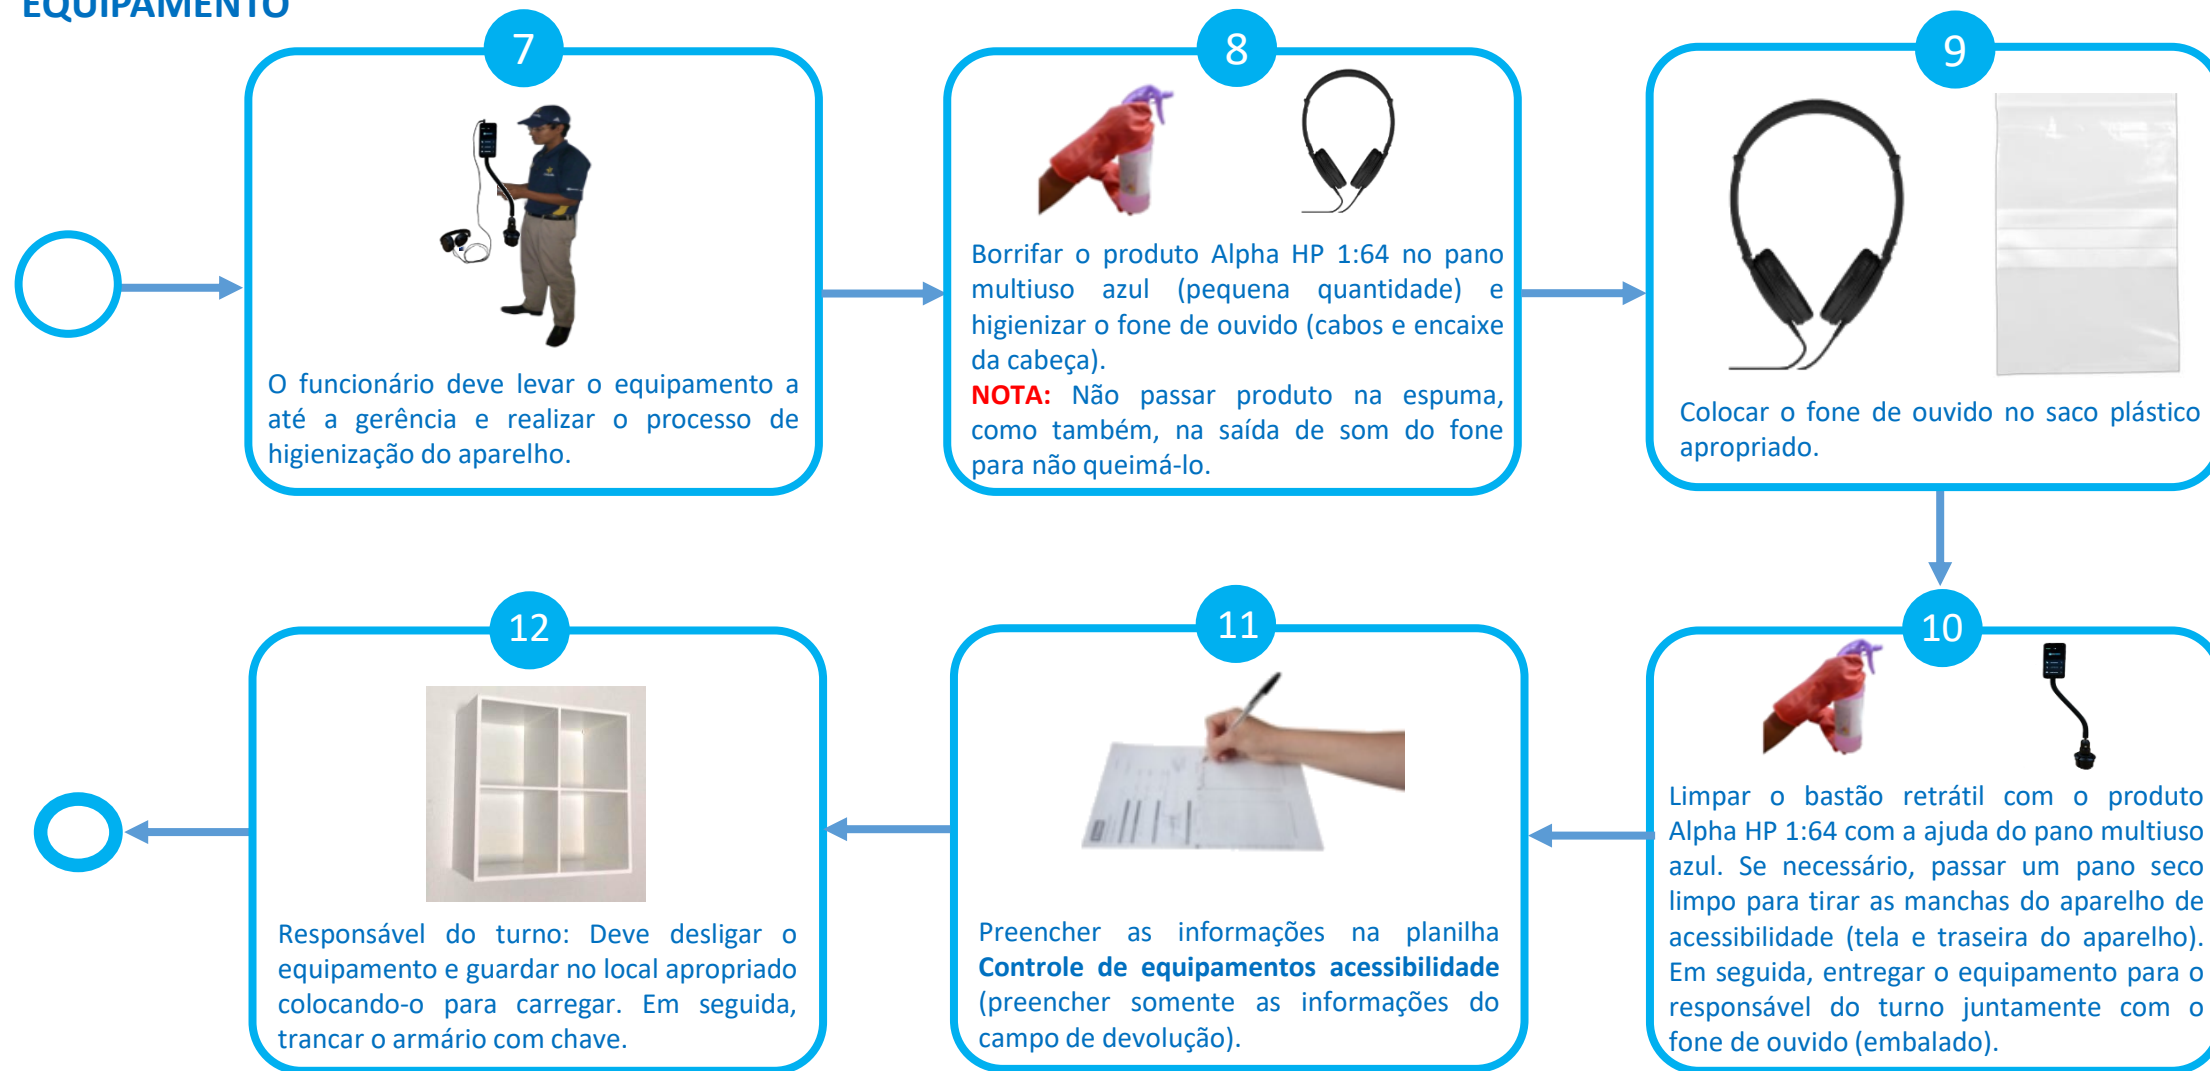 EQUIPAMENTO
7
O funcionário deve levar o equipamento a
até a gerência e realizar o processo de
higienização do aparelho.
8
Borrifar o produto Alpha HP 1:64 no pano
multiuso azul (pequena quantidade) e
higienizar o fone de ouvido (cabos e encaixe
da cabeça).
NOTA: Não passar produto na espuma,
como também, na saída de som do fone
para não queimá-lo.
9
Colocar o fone de ouvido no saco plástico
apropriado.
10
Limpar o bastão retrátil com o produto
Alpha HP 1:64 com a ajuda do pano multiuso
azul. Se necessário, passar um pano seco
limpo para tirar as manchas do aparelho de
acessibilidade (tela e traseira do aparelho).
Em seguida, entregar o equipamento para o
responsável do turno juntamente com o
fone de ouvido (embalado).
11
Preencher as informações na planilha
Controle de equipamentos acessibilidade
(preencher somente as informações do
campo de devolução).
12
Responsável do turno: Deve desligar o
equipamento e guardar no local apropriado
colocando-o para carregar. Em seguida,
trancar o armário com chave.